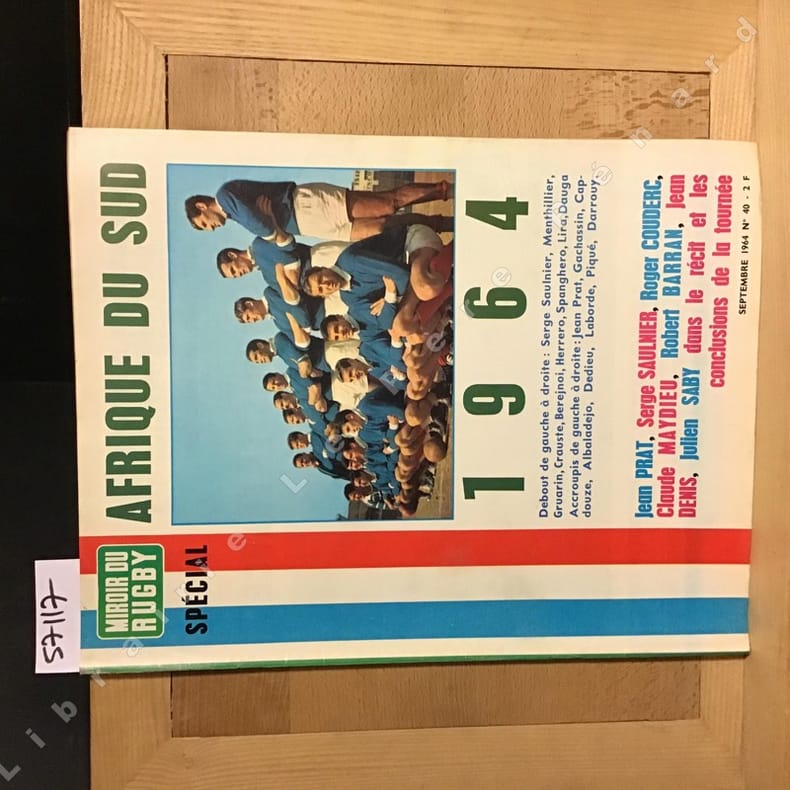 MIROIR DU
RUGBY
SPÉCIAL
AFRIQUE DU SUD
1964
Debout de gauche à droite : Serge Saulnier, Menthillier,
Gruarin, Crauste, Berejnoi, Herrero, Spanghero, Lira, Dauga
Accroupis de gauche à droite : Jean Prat, Gachassin, Cap-
douze, Albaladejo, Dedieu, Laborde, Piqué, Darrouy.
Jean PRAT, Serge SAULNIER, Roger COUDERC,
Claude MAYDIEU, Robert BARRAN, Jean
DENIS, Julien SABY dans le récit et les
conclusions de la tournée
SEPTEMBRE 1964 N° 40 - 2 F
57117